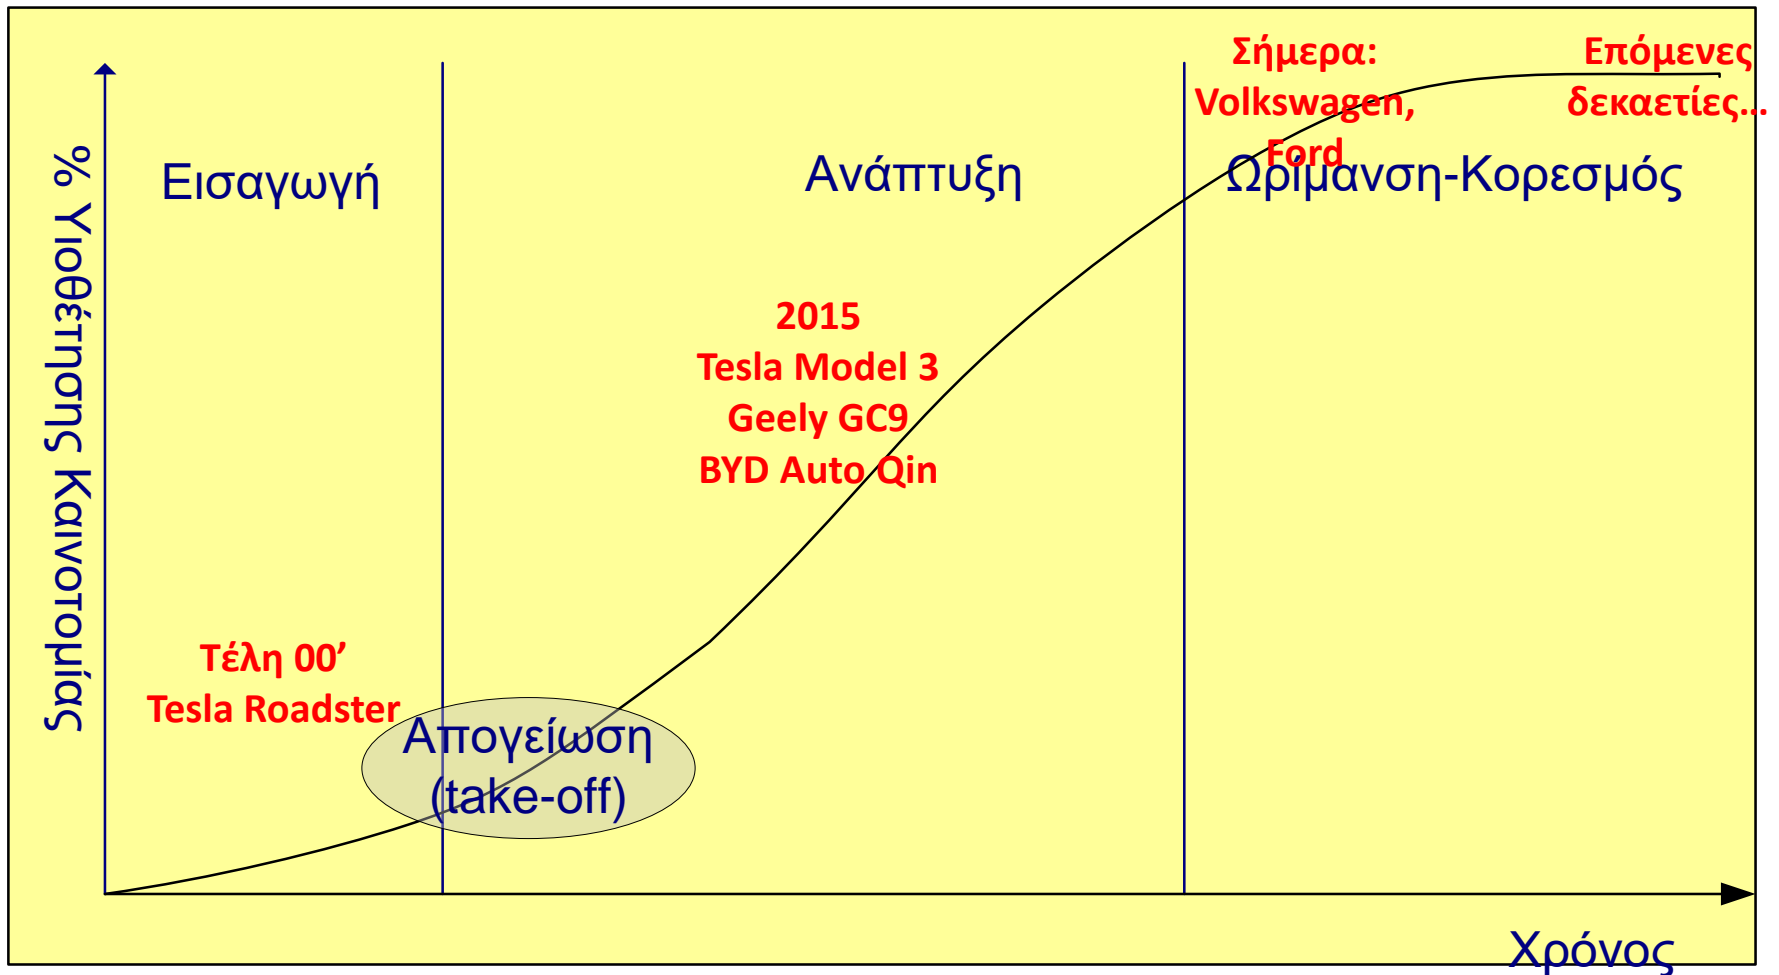 Σήμερα:
Volkswagen,
Ford
Επόμενες
δεκαετίες...
Εισαγωγή
Ανάπτυξη
Ωρίμανση-Κορεσμός
% Υιοθέτησης Καινοτομίας
2015
Tesla Model 3
Geely GC9
BYD Auto Qin
Τέλη 00’
Tesla Roadster
Απογείωση
(take-off)
Χρόνος